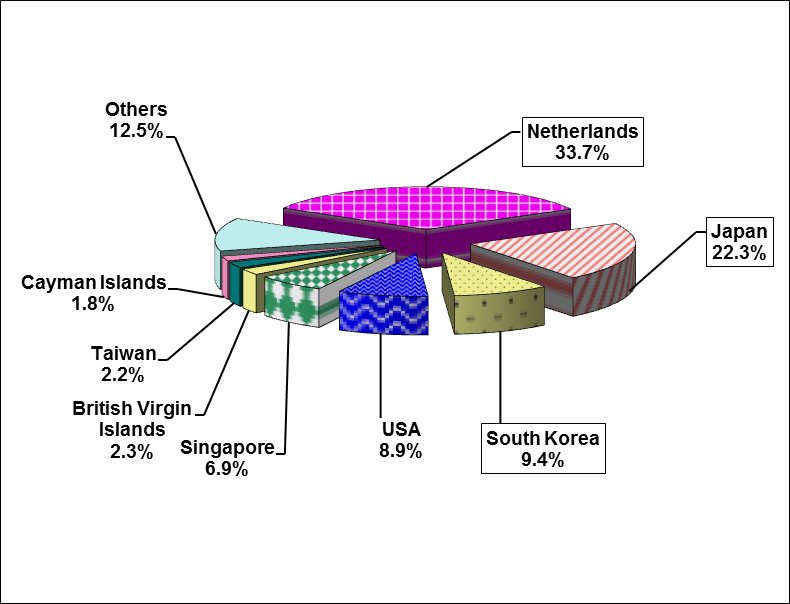 Others
12.5%
Netherlands
33.7%
Japan
22.3%
Cayman Islands
1.8%
Taiwan
2.2%
British Virgin
Islands
2.3%
Singapore
6.9%
USA
8.9%
South Korea
9.4%